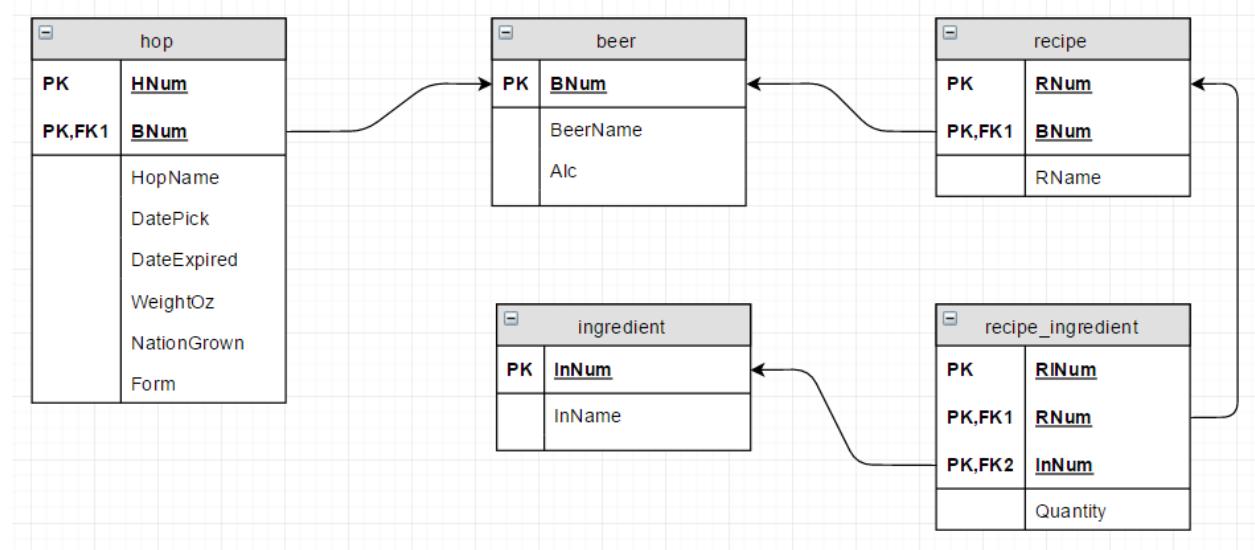 hop
PK HNum
PK,FK1 BNum
HopName
DatePick
DateExpired
WeightOz
NationGrown
Form
beer
PK BNum
BeerName
Alc
recipe
PK RNum
PK,FK1 BNum
RName
ingredient
PK InNum
InName
recipe_ingredient
PK RINum
PK,FK1 RNum
PK,FK2 InNum
Quantity